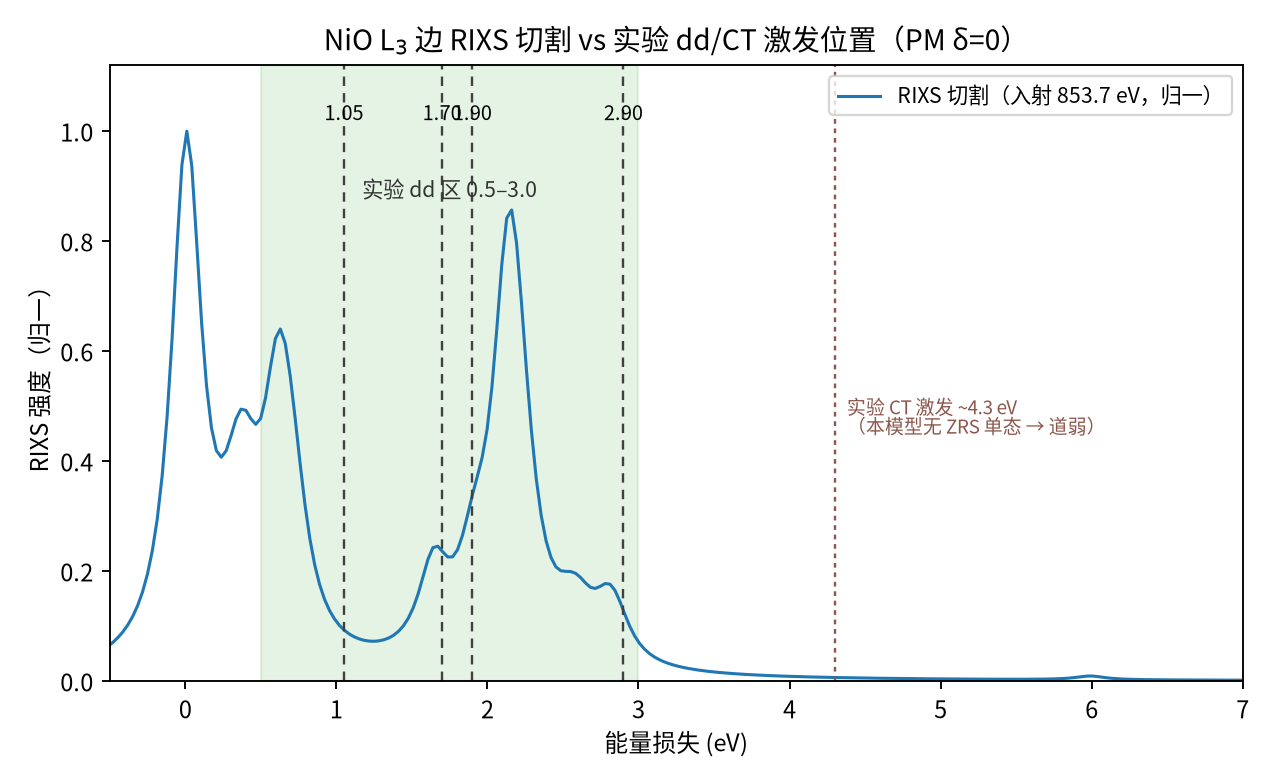 NiO L₃ 边 RIXS 切割 vs 实验 dd/CT 激发位置（PM δ=0）
RIXS 切割（入射 853.7 eV，归一）
1.05
1.70
1.90
2.90
实验 dd 区 0.5–3.0
实验 CT 激发 ~4.3 eV
（本模型无 ZRS 单态 → 道弱）
RIXS 强度（归一）
1.0
0.8
0.6
0.4
0.2
0.0
0 1 2 3 4 5 6 7
能量损失 (eV)